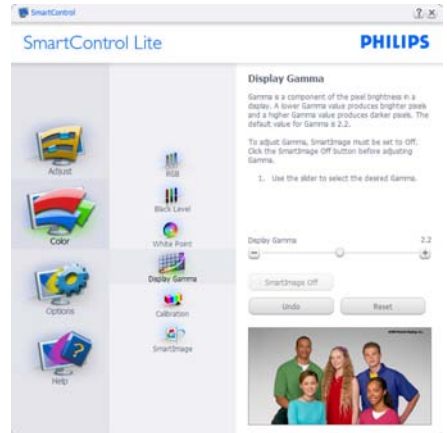 SmartControl
SmartControl Lite
PHILIPS
Adjust
Color
Options
Help
RGB
Black Level
White Point
Display Gamma
Calibration
SmartImage
Display Gamma
Gamma is a component of the pixel brightness in a
display. A lower Gamma value produces brighter pixels
and a higher Gamma value produces darker pixels. The
default value for Gamma is 2.2.
To adjust Gamma, SmartImage must be set to Off.
Click the SmartImage Off button before adjusting
Gamma.
1. Use the slider to select the desired Gamma.
Display Gamma 2.2
SmartImage Off
Undo Reset